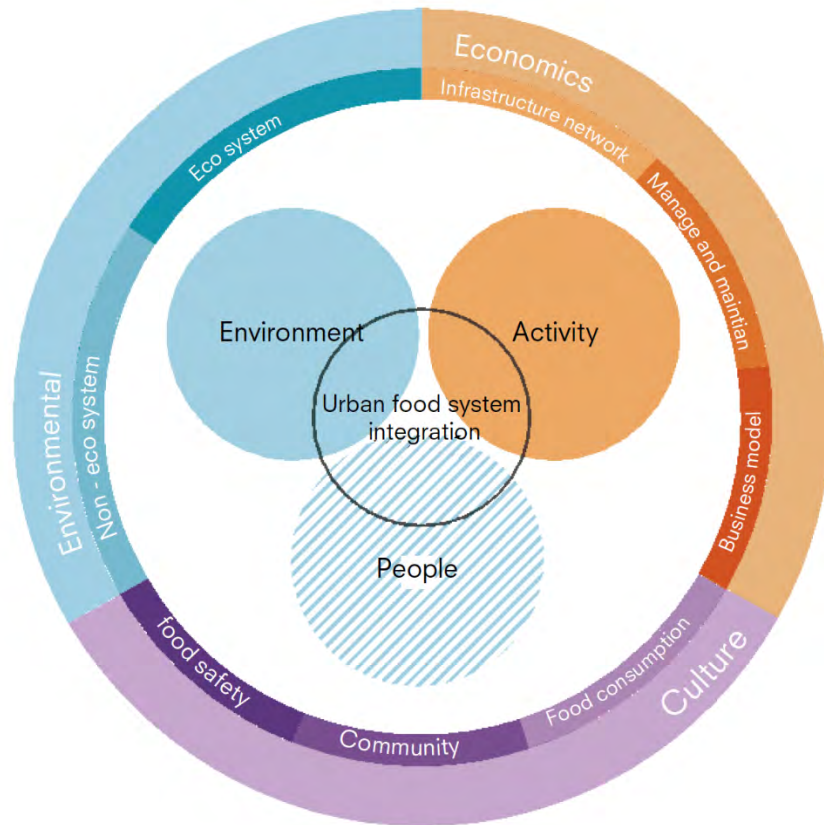 Economics
Infrastructure network
Manage and maintian
Business model
Eco system
Non - eco system
Environmental
Environment
Activity
Urban food system
integration
People
food safety
Community
Food consumption
Culture